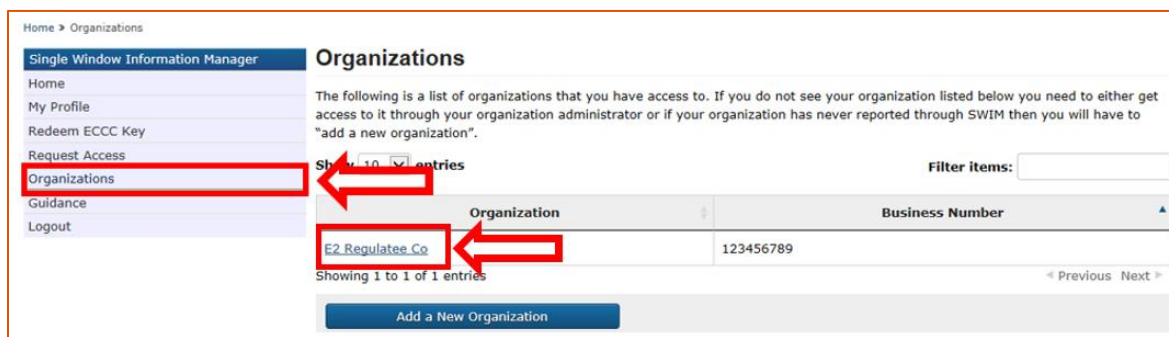 Home > Organizations
Single Window Information Manager
Home
My Profile
Redeem ECCC Key
Request Access
Organizations
Guidance
Logout
Organizations
The following is a list of organizations that you have access to. If you do not see your organization listed below you need to either get
access to it through your organization administrator or if your organization has never reported through SWIM then you will have to
"add a new organization".
Show 10 entries
Filter items:
Organization Business Number
E2 Regulatee Co 123456789
Showing 1 to 1 of 1 entries
Previous Next
Add a New Organization